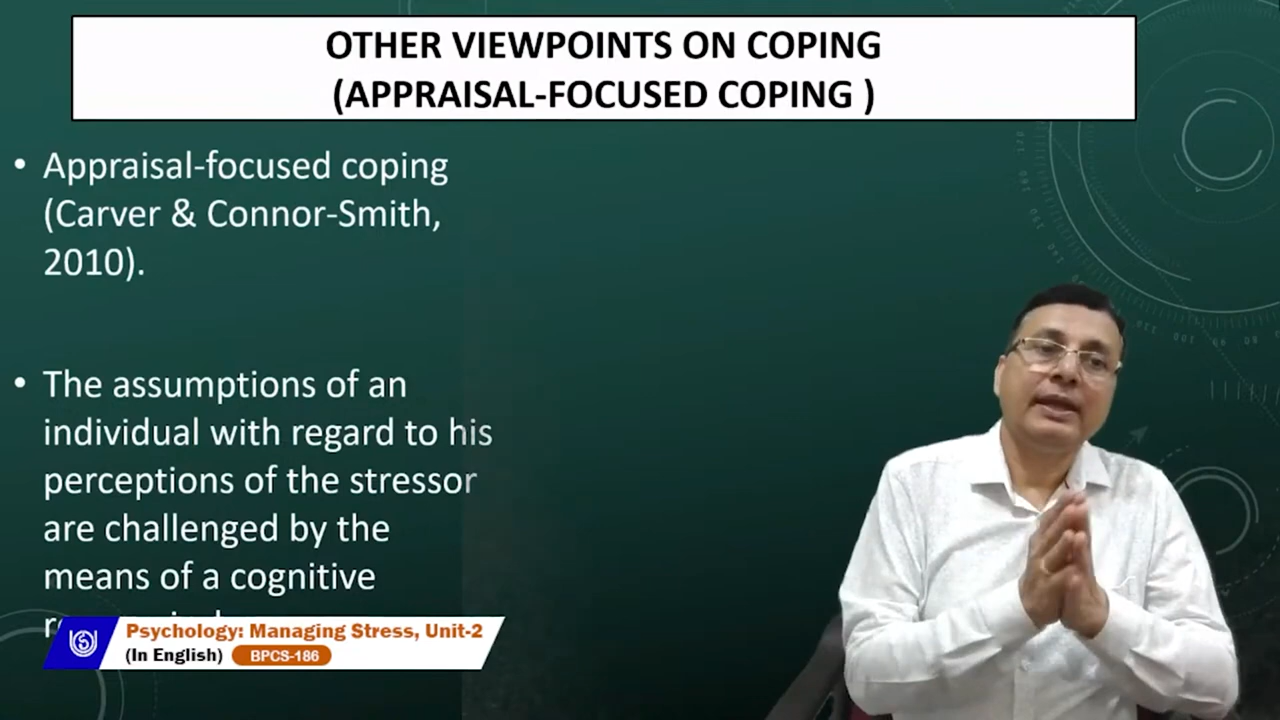 OTHER VIEWPOINTS ON COPING
(APPRAISAL-FOCUSED COPING )
• Appraisal-focused coping
(Carver & Connor-Smith,
2010).
• The assumptions of an
individual with regard to his
perceptions of the stressor
are challenged by the
means of a cognitive
Psychology: Managing Stress, Unit-2
(In English) BPCS-186